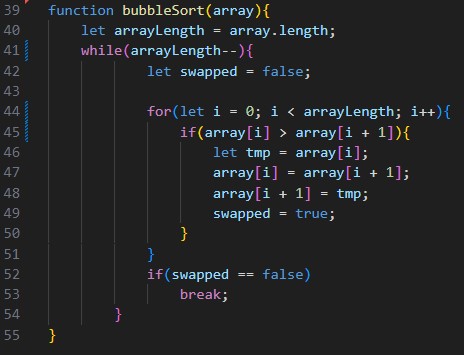 39 function bubbleSort(array){
40     let arrayLength = array.length;
41     while(arrayLength--){
42             let swapped = false;
43
44             for(let i = 0; i < arrayLength; i++){
45                 if(array[i] > array[i + 1]){
46                     let tmp = array[i];
47                     array[i] = array[i + 1];
48                     array[i + 1] = tmp;
49                     swapped = true;
50                 }
51             }
52             if(swapped == false)
53                 break;
54         }
55 }